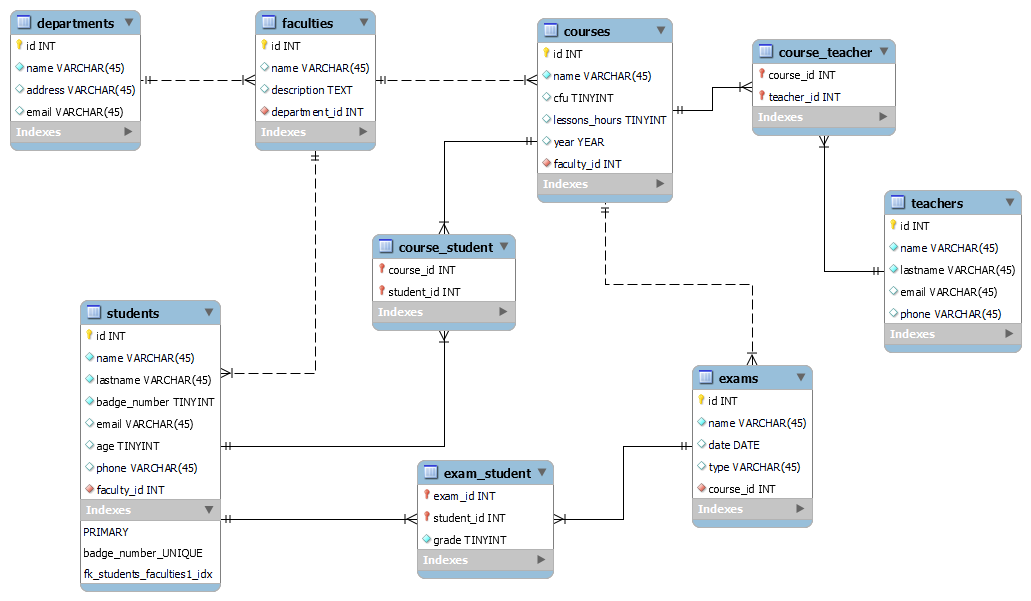 departments
id INT
name VARCHAR(45)
address VARCHAR(45)
email VARCHAR(45)
Indexes
faculties
id INT
name VARCHAR(45)
description TEXT
department_id INT
Indexes
courses
id INT
name VARCHAR(45)
cfu TINYINT
lessons_hours TINYINT
year YEAR
faculty_id INT
Indexes
course_teacher
course_id INT
teacher_id INT
Indexes
teachers
id INT
name VARCHAR(45)
lastname VARCHAR(45)
email VARCHAR(45)
phone VARCHAR(45)
Indexes
course_student
course_id INT
student_id INT
Indexes
students
id INT
name VARCHAR(45)
lastname VARCHAR(45)
badge_number TINYINT
email VARCHAR(45)
age TINYINT
phone VARCHAR(45)
faculty_id INT
Indexes
PRIMARY
badge_number_UNIQUE
fk_students_faculties1_idx
exam_student
exam_id INT
student_id INT
grade TINYINT
Indexes
exams
id INT
name VARCHAR(45)
date DATE
type VARCHAR(45)
course_id INT
Indexes